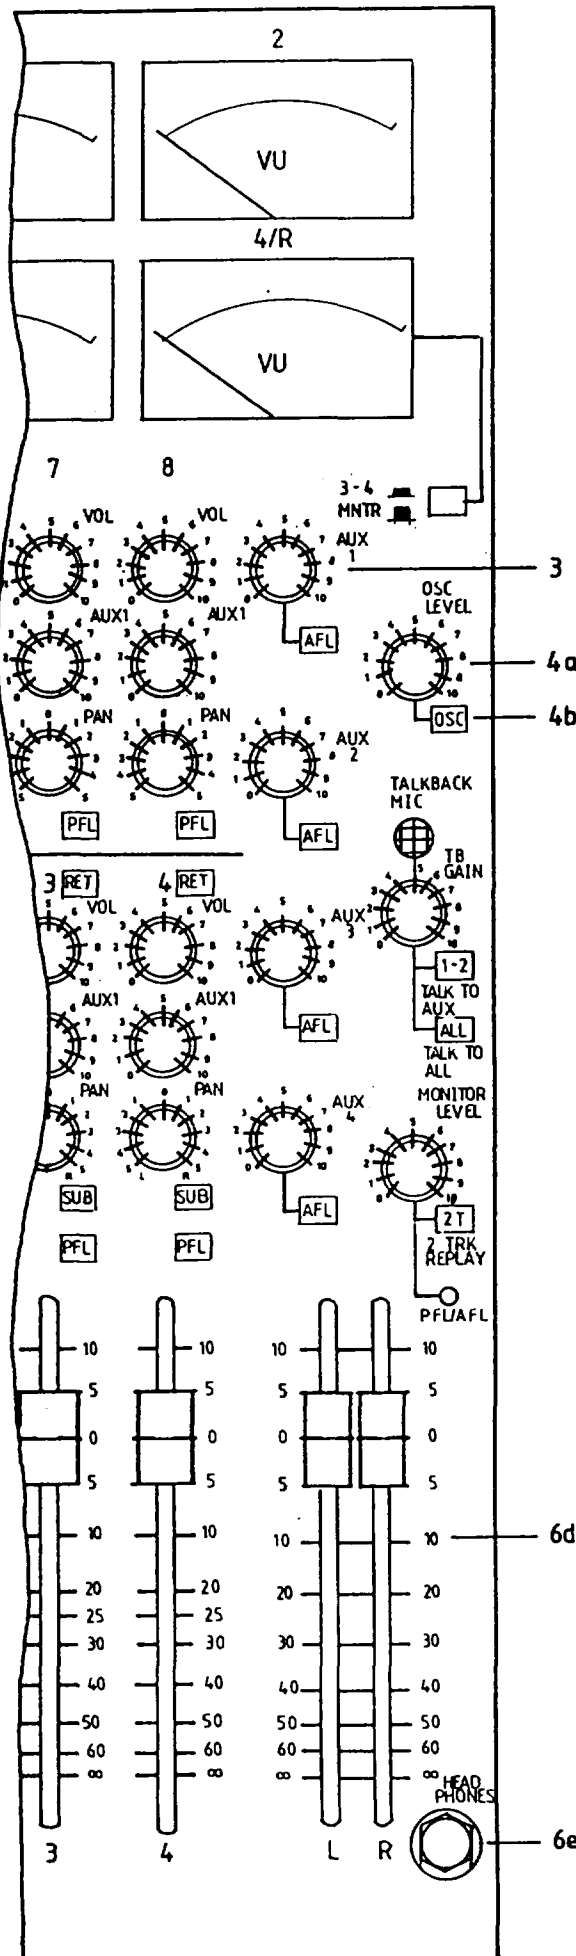 2
VU
4/R
VU
7 8
3-4
MNTR
VOL VOL AUX
1
3
AUX1 AUX1 AFL
OSC
LEVEL
4a
OSC 4b
PAN PAN AUX
2
PFL PFL AFL
TALKBACK
MIC
TB
GAIN
3 RET 4 RET
VOL VOL AUX
3
1-2
TALK TO
AUX
AUX1 AUX1 AFL
ALL
TALK TO
ALL
PAN PAN AUX
4
MONITOR
LEVEL
L R
R
SUB SUB AFL
2T
2 TRK
REPLAY
PFL PFL
PFL/AFL
10 10 10 10
5 5 5 5
0 0 0 0
5 5 5 5
10 10 10 10 6d
20 20 20 20
25 25
30 30 30 30
40 40 40 40
50 50 50 50
60 60 60 60
∞ ∞ ∞ ∞
HEAD
PHONES
3 4 L R 6e